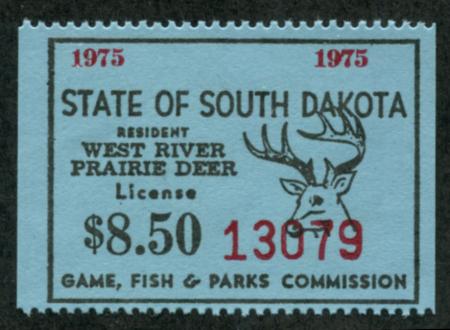 1975 1975
STATE OF SOUTH DAKOTA
RESIDENT
WEST RIVER
PRAIRIE DEER
License
$8.50 13079
GAME, FISH & PARKS COMMISSION